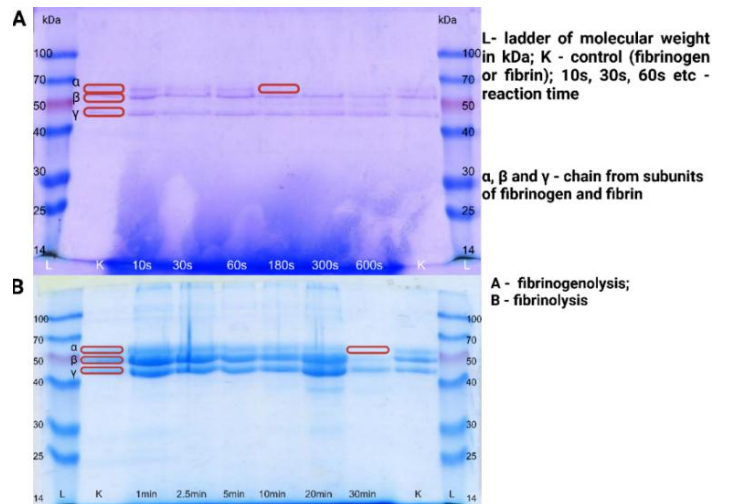 A
kDa
kDa
L- ladder of molecular weight
in kDa; K - control (fibrinogen
or fibrin); 10s, 30s, 60s etc -
reaction time
100
100
70
70
α
β
50
50
γ
40
40
30
30
α, β and γ - chain from subunits
of fibrinogen and fibrin
25
25
14
14
L K 10s 30s 60s 180s 300s 600s K L
B
A - fibrinogenolysis;
B - fibrinolysis
100
100
70
70
α
β
50
50
γ
40
40
30
30
25
25
14
14
L K 1min 2.5min 5min 10min 20min 30min K L